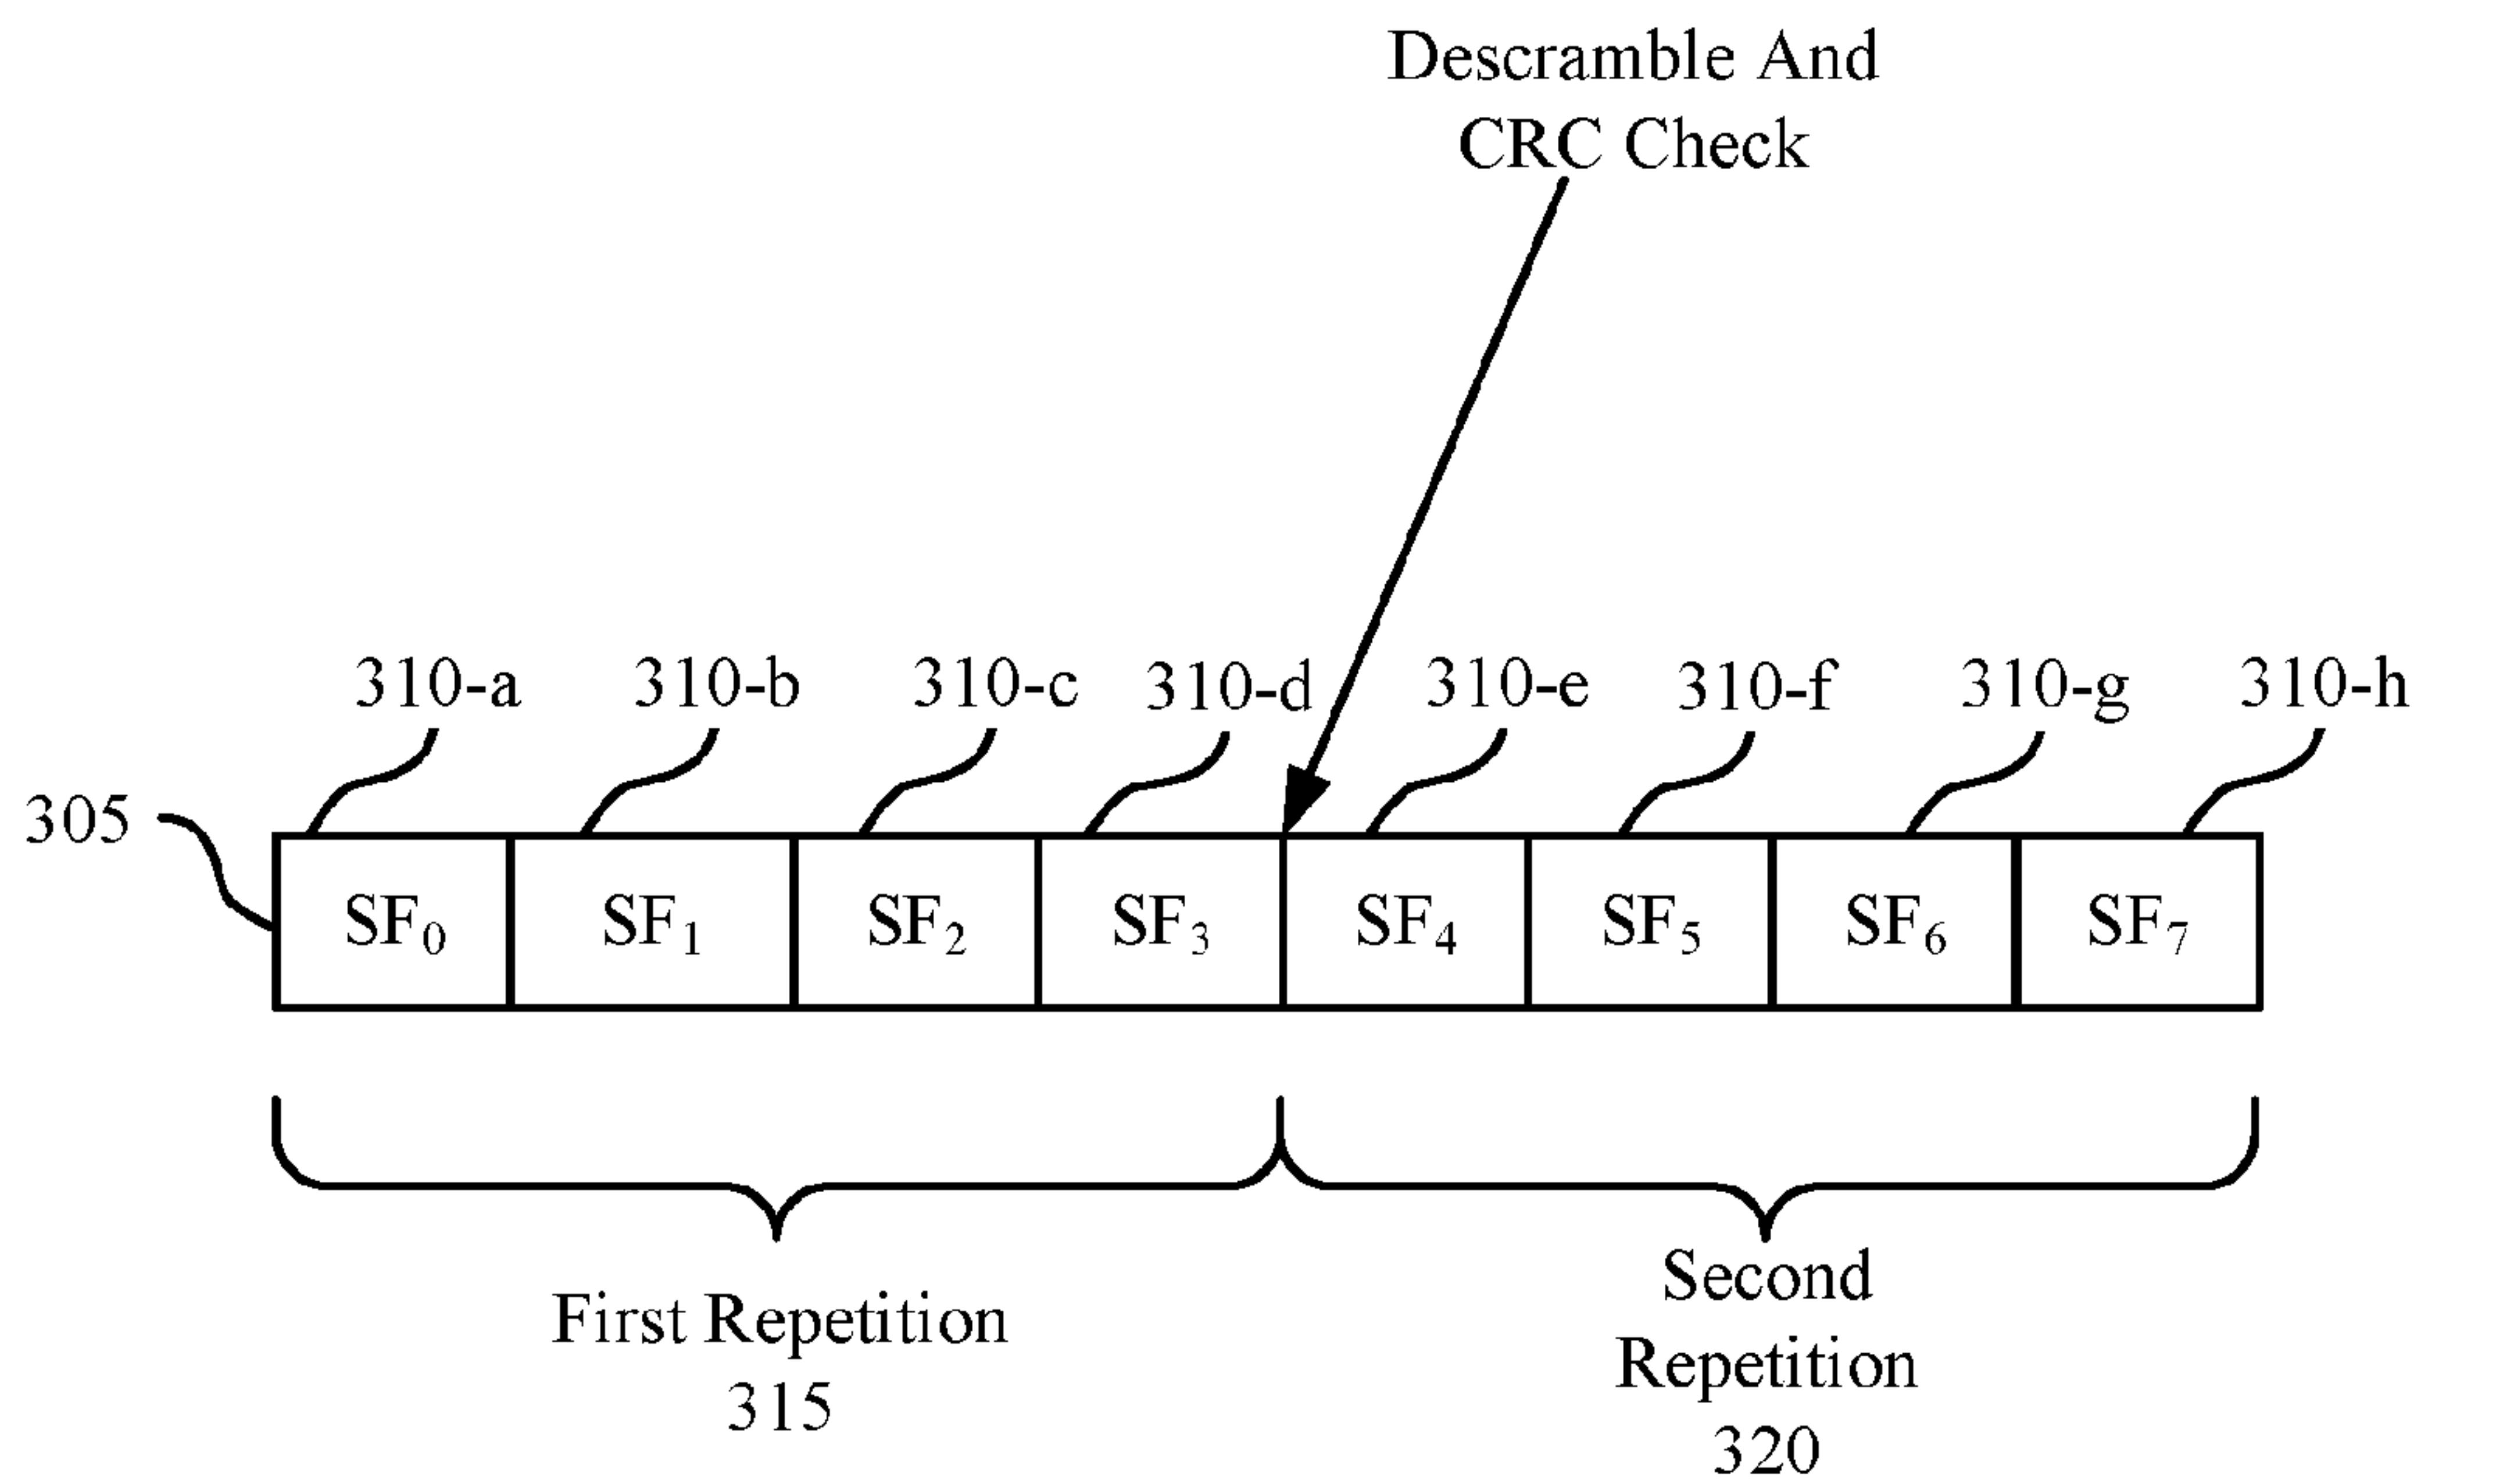 Descramble And
CRC Check
310-a 310-b 310-c 310-d 310-e 310-f 310-g 310-h
305
SF₀ SF₁ SF₂ SF₃ SF₄ SF₅ SF₆ SF₇
First Repetition
315
Second
Repetition
320